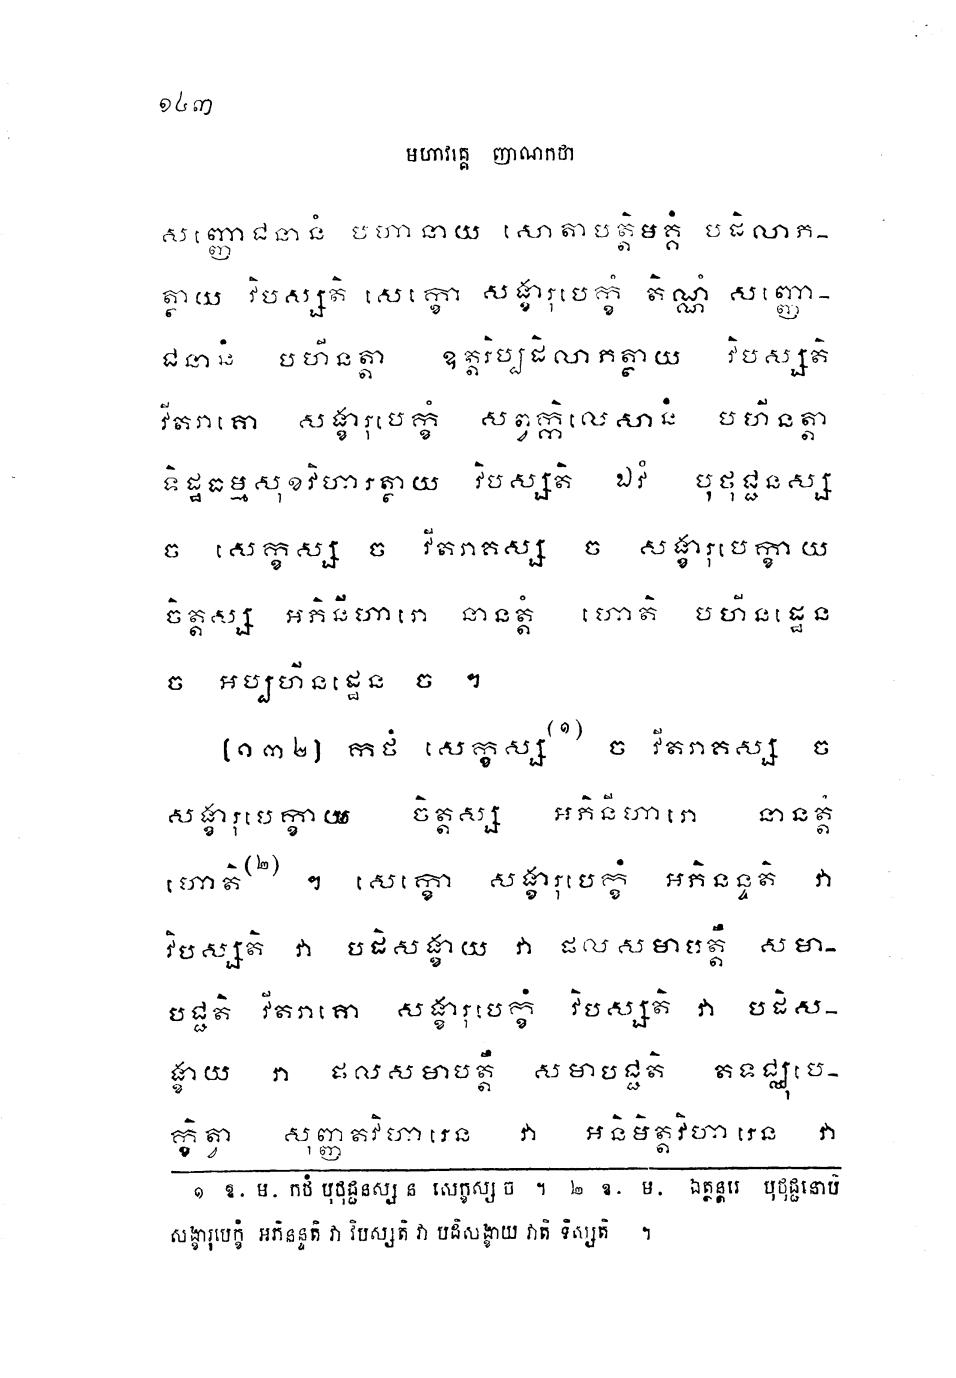 ១៤៣
មហាវគ្គេ ញាណកថា
សញ្ញោជនានំ បហានាយ សោតាបត្តិមគ្គំ បដិលាភ-
ត្ថាយ វិបស្សតិ សេក្ខោ សង្ខារុបេក្ខំ តិណ្ណំ សញ្ញោ-
ជនានំ បហីនត្តា ឧត្តរិប្បដិលាភត្ថាយ វិបស្សតិ
វីតរាគោ សង្ខារុបេក្ខំ សព្វក្កិលេសានំ បហីនត្តា
ទិដ្ឋធម្មសុខវិហារត្ថាយ វិបស្សតិ ឯវំ បុថុជ្ជនស្ស
ច សេក្ខស្ស ច វីតរាគស្ស ច សង្ខារុបេក្ខាយ
ចិត្តស្ស អភិនីហារោ នានត្តំ ហោតិ បហីនដ្ឋេន
ច អប្បហីនដ្ឋេន ច ។
[១៣២] កថំ សេក្ខស្ស(១) ច វីតរាគស្ស ច
សង្ខារុបេក្ខាយ ចិត្តស្ស អភិនីហារោ នានត្តំ
ហោតិ(២) ។ សេក្ខោ សង្ខារុបេក្ខំ អភិនន្ទតិ វា
វិបស្សតិ វា បដិសង្ខាយ វា ផលសមាបត្តឹ សមា-
បជ្ជតិ វីតរាគោ សង្ខារុបេក្ខំ វិបស្សតិ វា បដិស-
ង្ខាយ វា ផលសមាបត្តឹ សមាបជ្ជតិ តទជ្ឈុបេ-
ក្ខិត្វា សុញ្ញតវិហារេន វា អនិមិត្តវិហារេន វា
១ ឱ. ម. កថំ បុថុជ្ជនស្ស ន សេក្ខស្ស ច ។ ២ ឱ. ម. ឯត្ថន្តរេ បុថុជ្ជនោបិ
សង្ខារុបេក្ខំ អភិនន្ទតិ វា វិបស្សតិ វា បដិសង្ខាយ វាតិ ទិស្សតិ ។